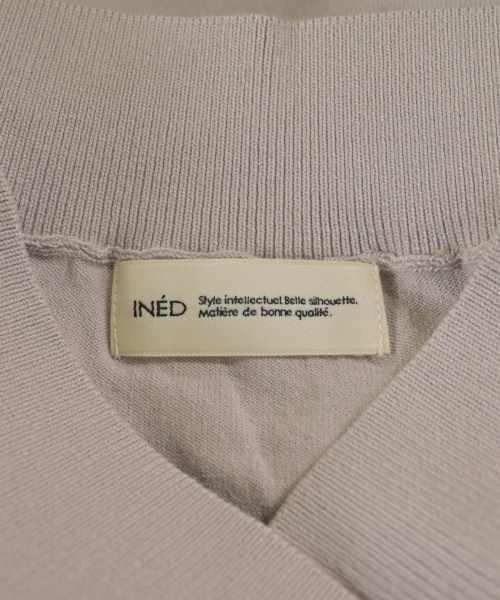 INÉD
Style intellectuel. Belle silhouette.
Matière de bonne qualité.